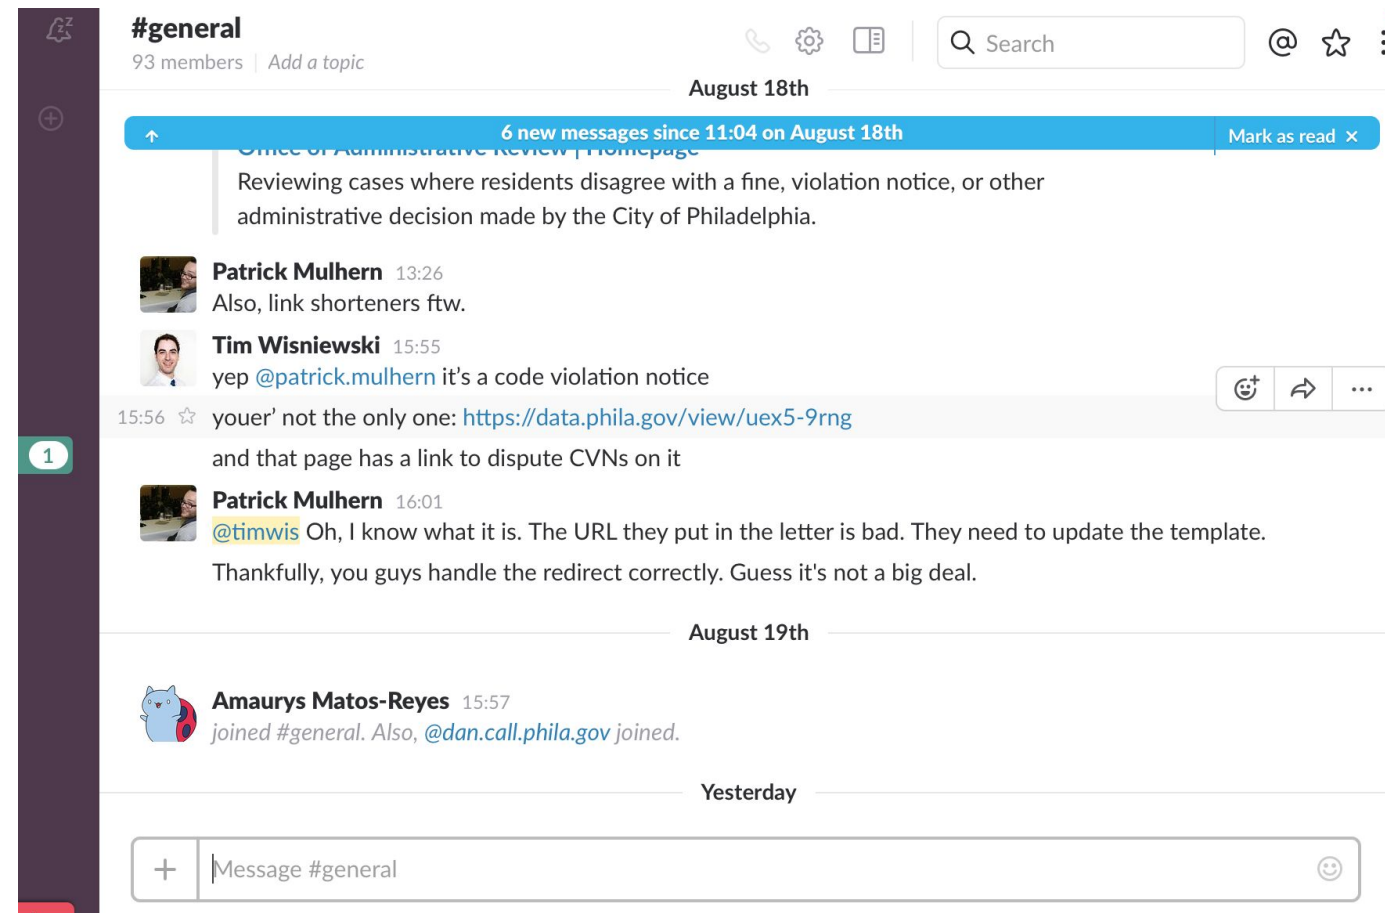 #general
93 members
Add a topic
Search
August 18th
6 new messages since 11:04 on August 18th
Mark as read ×
Office of Administrative Review | Homepage
Reviewing cases where residents disagree with a fine, violation notice, or other
administrative decision made by the City of Philadelphia.
Patrick Mulhern 13:26
Also, link shorteners ftw.
Tim Wisniewski 15:55
yep @patrick.mulhern it’s a code violation notice
15:56 youer’ not the only one: https://data.phila.gov/view/uex5-9rng
1
and that page has a link to dispute CVNs on it
Patrick Mulhern 16:01
@timwis Oh, I know what it is. The URL they put in the letter is bad. They need to update the template.
Thankfully, you guys handle the redirect correctly. Guess it's not a big deal.
August 19th
Amaurys Matos-Reyes 15:57
joined #general. Also, @dan.call.phila.gov joined.
Yesterday
Message #general